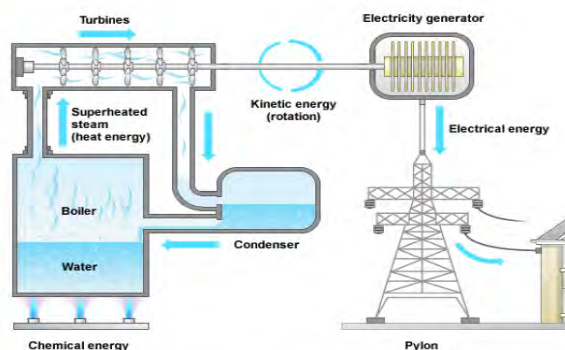 Turbines
Electricity generator
Kinetic energy
(rotation)
Superheated
steam
(heat energy)
Electrical energy
Boiler
Water
Condenser
Chemical energy
Pylon